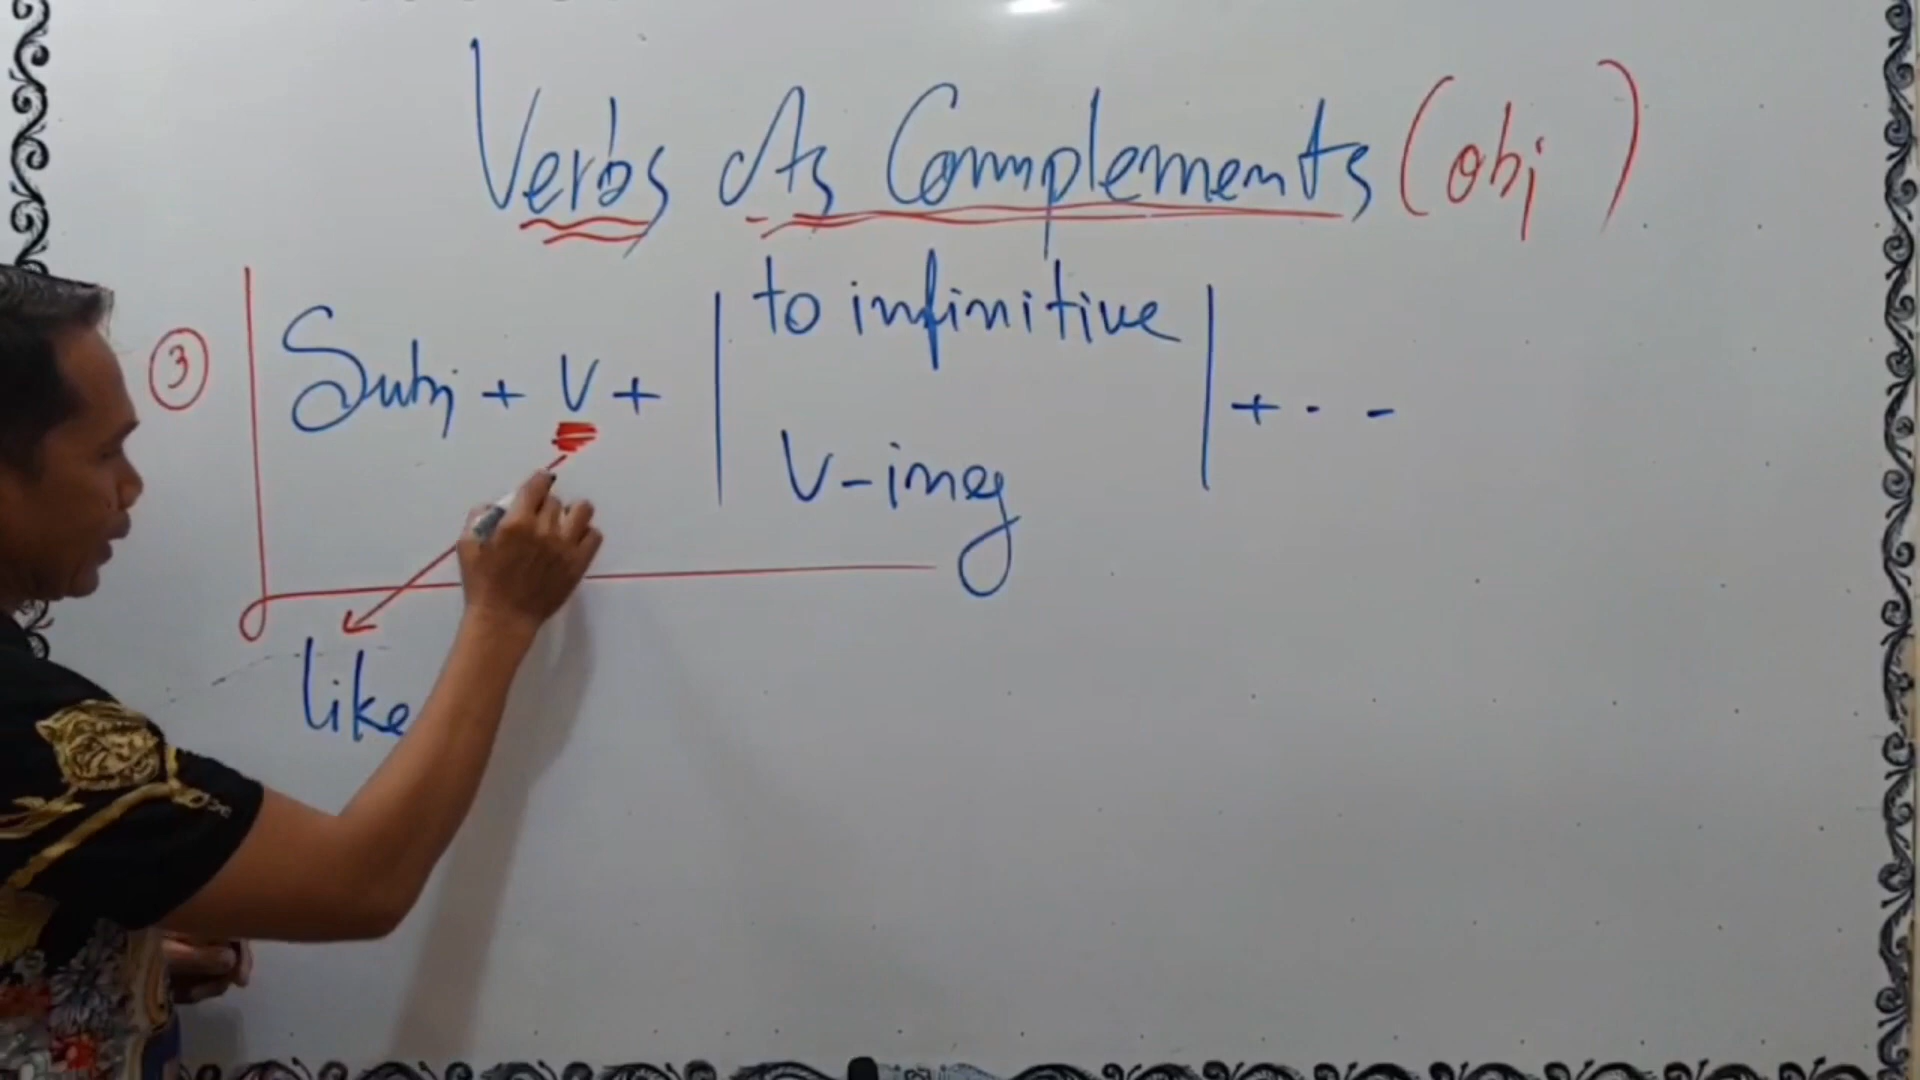 Verbs As Complements (obj)
to infinitive
③ Subj + V + + . . -
V-ing
like